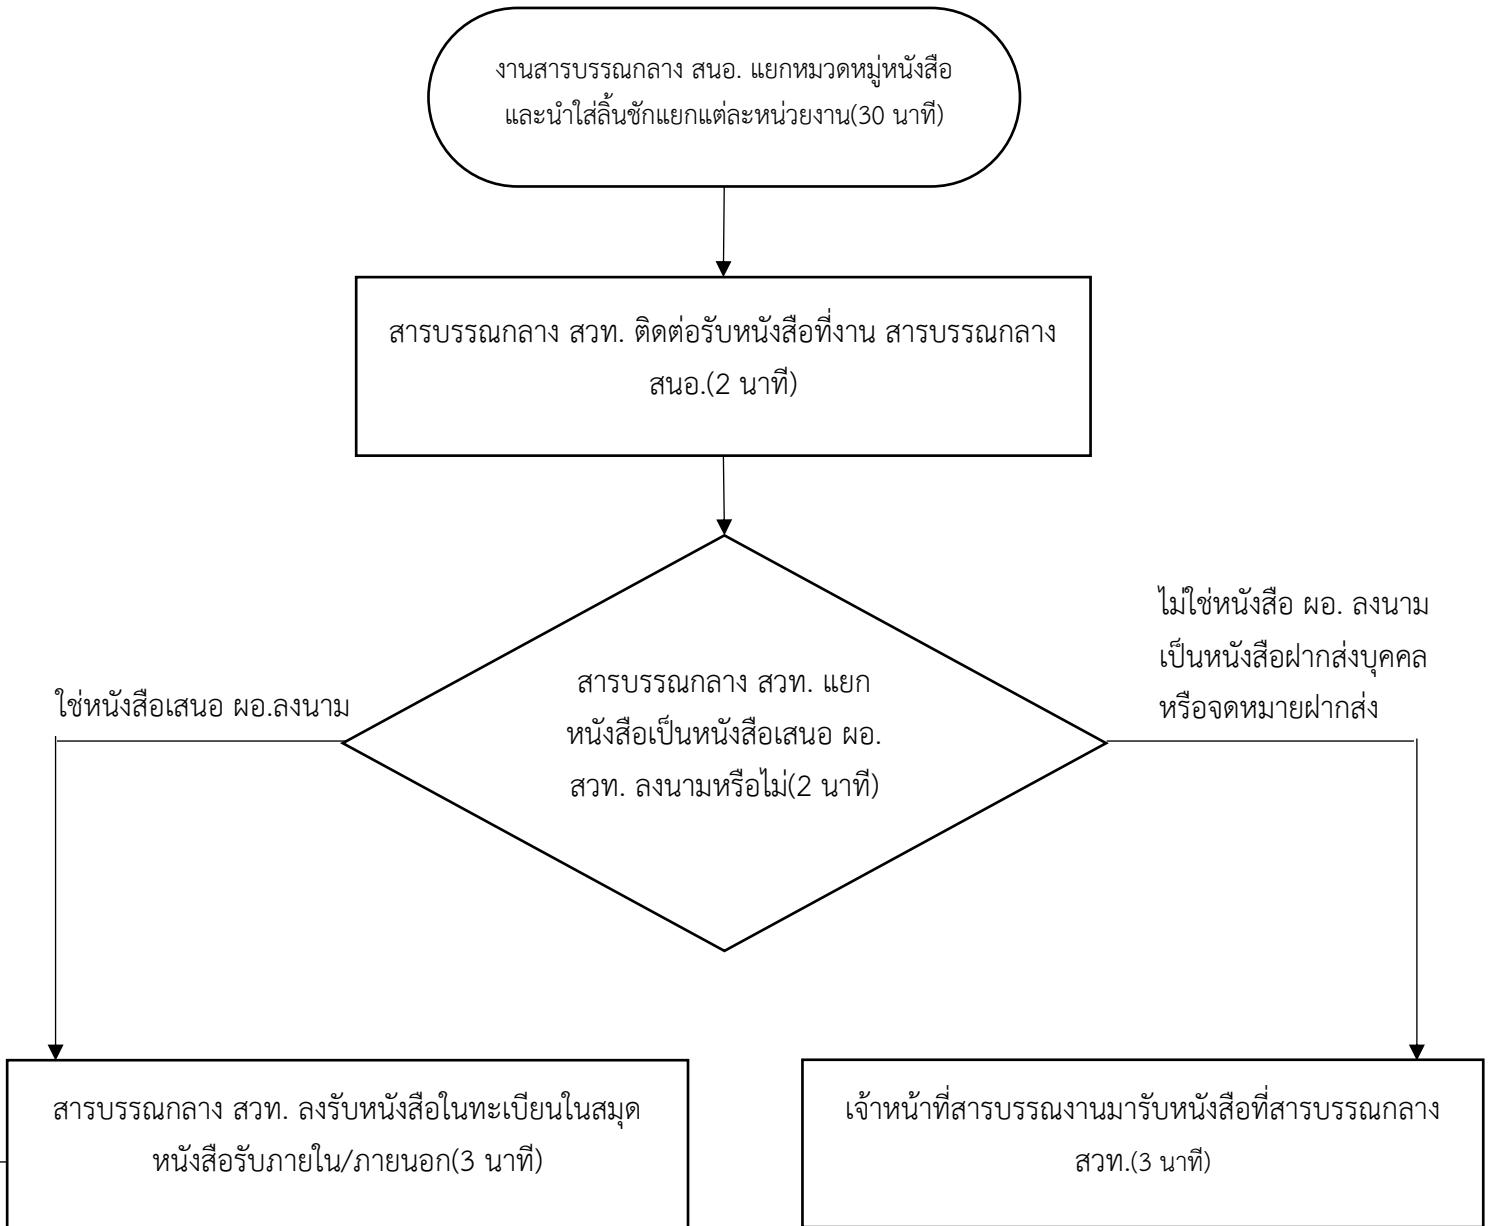 งานสารบรรณกลาง สนอ. แยกหมวดหมู่หนังสือ
และนำใส่ลิ้นชักแยกแต่ละหน่วยงาน(30 นาที)
สารบรรณกลาง สวท. ติดต่อรับหนังสือที่งาน สารบรรณกลาง
สนอ.(2 นาที)
สารบรรณกลาง สวท. แยก
หนังสือเป็นหนังสือเสนอ ผอ.
สวท. ลงนามหรือไม่(2 นาที)
ใช่หนังสือเสนอ ผอ.ลงนาม
ไม่ใช่หนังสือ ผอ. ลงนาม
เป็นหนังสือฝากส่งบุคคล
หรือจดหมายฝากส่ง
สารบรรณกลาง สวท. ลงรับหนังสือในทะเบียนในสมุด
หนังสือรับภายใน/ภายนอก(3 นาที)
เจ้าหน้าที่สารบรรณงานมารับหนังสือที่สารบรรณกลาง
สวท.(3 นาที)